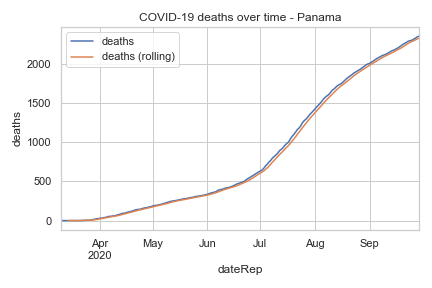 COVID-19 deaths over time - Panama
deaths
deaths (rolling)
deaths
2000
1500
1000
500
0
Apr May Jun Jul Aug Sep
2020
dateRep